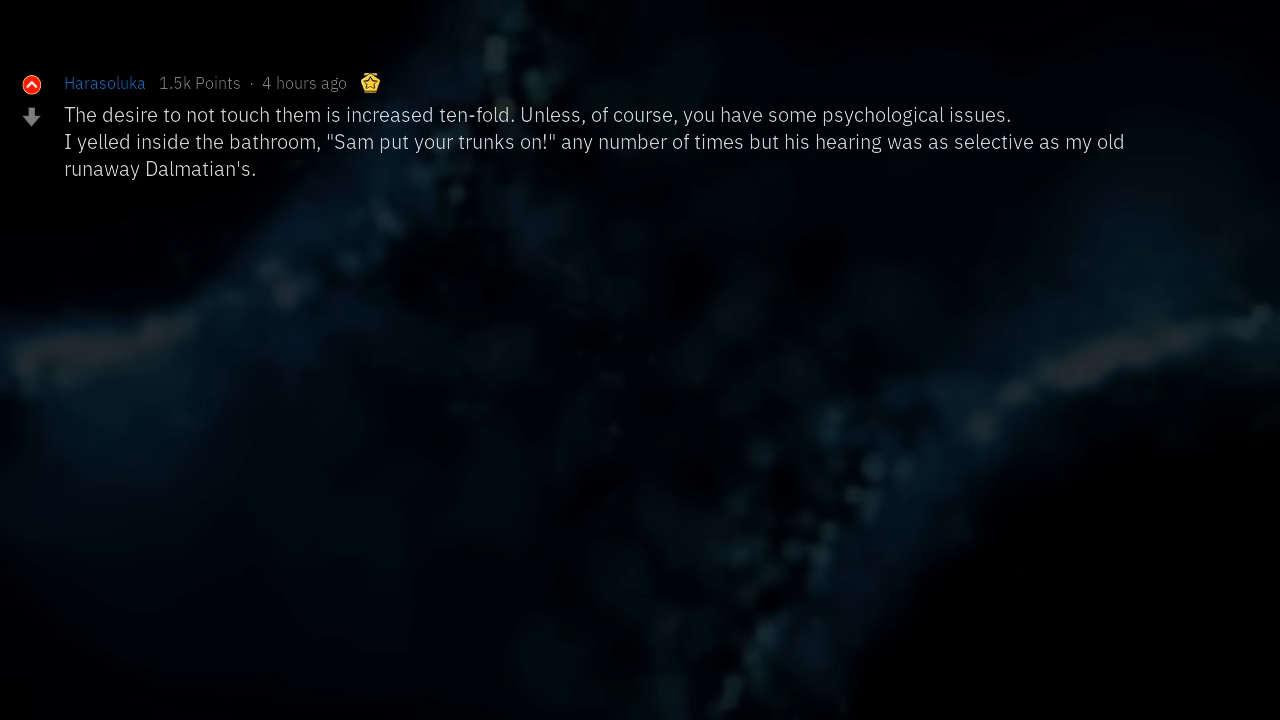 Harasoluka 1.5k Points · 4 hours ago
The desire to not touch them is increased ten-fold. Unless, of course, you have some psychological issues.
I yelled inside the bathroom, "Sam put your trunks on!" any number of times but his hearing was as selective as my old
runaway Dalmatian's.